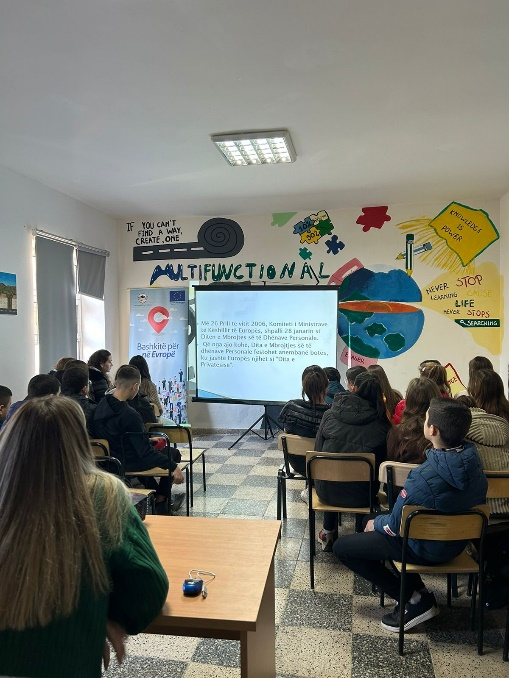 IF YOU CAN'T
FIND A WAY,
CREATE ONE
MULTIFUNCTIONAL
KNOWLEDGE
IS
POWER
NEVER STOP
LEARNING
LIFE
NEVER STOPS
SEARCHING
Bashkitë për
në Evropë
Më 26 Prill të vitit 2006, Komiteti i Ministrave
të Këshillit të Europës, shpalli 28 Janarin si
Ditën e Mbrojtjes së të Dhënave Personale.
Që nga ajo kohë, Dita e Mbrojtjes së të
dhënave Personale festohet anembanë botës,
ku jashtë Europës njihet si "Dita e
Privatësisë".